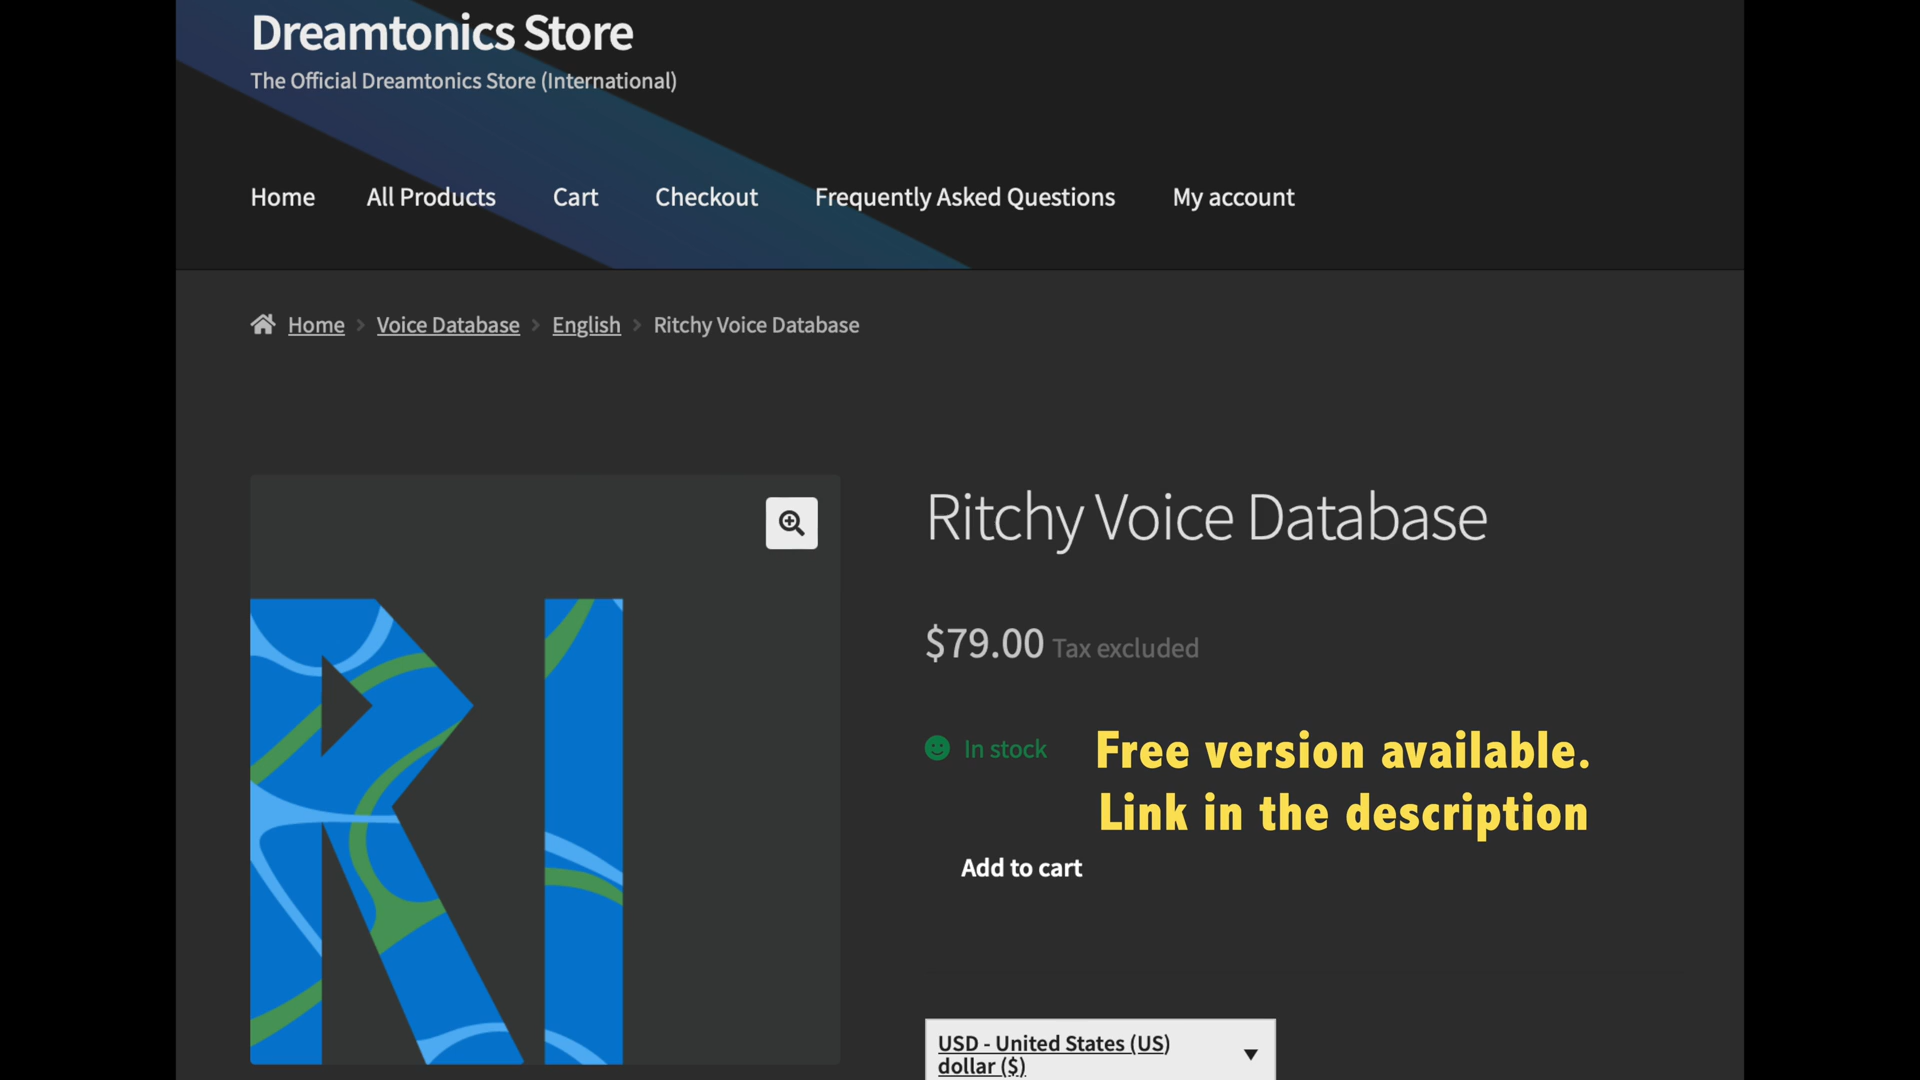 Dreamtonics Store
The Official Dreamtonics Store (International)
Home All Products Cart Checkout Frequently Asked Questions My account
Home Voice Database English Ritchy Voice Database
RI
Ritchy Voice Database
$79.00 Tax excluded
In stock
Free version available.
Link in the description
Add to cart
USD - United States (US)
dollar ($)